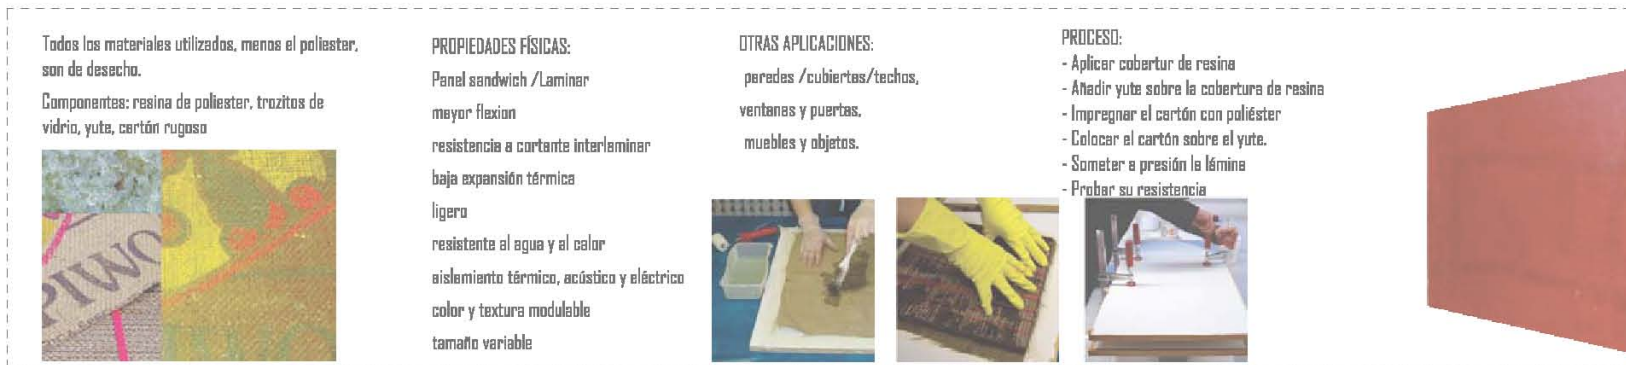 Todos los materiales utilizados, menos el poliester,
son de desecho.
Componentes: resina de poliester, trozitos de
vidrio, yute, cartón rugoso
PIWO
PROPIEDADES FÍSICAS:
Panel sandwich /Laminar
mayor flexion
resistencia a cortante interlaminar
baja expansión térmica
ligero
resistente al agua y al calor
aislamiento térmico, acústico y eléctrico
color y textura modulable
tamaño variable
OTRAS APLICACIONES:
paredes /cubiertas/techos,
ventanas y puertas,
muebles y objetos.
PROCESO:
- Aplicar cobertur de resina
- Añadir yute sobre la cobertura de resina
- Impregnar el cartón con poliéster
- Colocar el cartón sobre el yute.
- Someter a presión la lámina
- Probar su resistencia